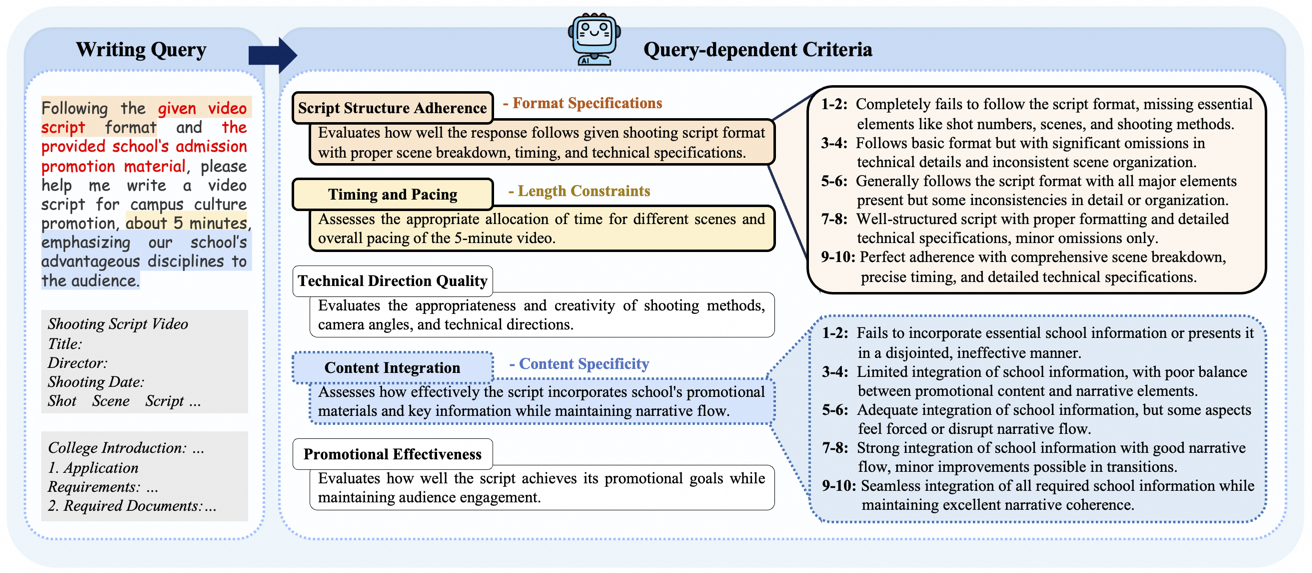 Writing Query
Following the given video
script format and the
provided school's admission
promotion material, please
help me write a video
script for campus culture
promotion, about 5 minutes,
emphasizing our school's
advantageous disciplines to
the audience.
Shooting Script Video
Title:
Director:
Shooting Date:
Shot Scene Script ...
College Introduction: ...
1. Application
Requirements: ...
2. Required Documents:...
AI
Query-dependent Criteria
Script Structure Adherence - Format Specifications
Evaluates how well the response follows given shooting script format
with proper scene breakdown, timing, and technical specifications.
Timing and Pacing - Length Constraints
Assesses the appropriate allocation of time for different scenes and
overall pacing of the 5-minute video.
Technical Direction Quality
Evaluates the appropriateness and creativity of shooting methods,
camera angles, and technical directions.
Content Integration - Content Specificity
Assesses how effectively the script incorporates school's promotional
materials and key information while maintaining narrative flow.
Promotional Effectiveness
Evaluates how well the script achieves its promotional goals while
maintaining audience engagement.
1-2: Completely fails to follow the script format, missing essential
elements like shot numbers, scenes, and shooting methods.
3-4: Follows basic format but with significant omissions in
technical details and inconsistent scene organization.
5-6: Generally follows the script format with all major elements
present but some inconsistencies in detail or organization.
7-8: Well-structured script with proper formatting and detailed
technical specifications, minor omissions only.
9-10: Perfect adherence with comprehensive scene breakdown,
precise timing, and detailed technical specifications.
1-2: Fails to incorporate essential school information or presents it
in a disjointed, ineffective manner.
3-4: Limited integration of school information, with poor balance
between promotional content and narrative elements.
5-6: Adequate integration of school information, but some aspects
feel forced or disrupt narrative flow.
7-8: Strong integration of school information with good narrative
flow, minor improvements possible in transitions.
9-10: Seamless integration of all required school information while
maintaining excellent narrative coherence.